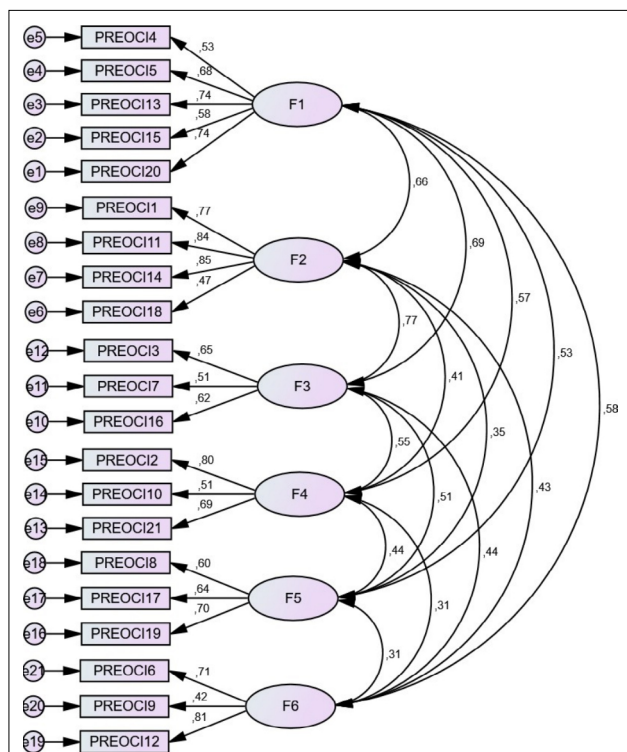 e5 PREOCI4 ,53
e4 PREOCI5 ,68
e3 PREOCI13 ,74 F1
e2 PREOCI15 ,58
e1 PREOCI20 ,74
,66
e9 PREOCI1 ,77
e8 PREOCI11 ,84 F2 ,69
e7 PREOCI14 ,85
e6 PREOCI18 ,47 ,57
,77
e12 PREOCI3 ,65 ,53
e11 PREOCI7 ,51 F3 ,41
e10 PREOCI16 ,62 ,58
,55 ,35
e15 PREOCI2 ,80
e14 PREOCI10 ,51 F4 ,51 ,43
e13 PREOCI21 ,69
,44 ,44
e18 PREOCI8 ,60
e17 PREOCI17 ,64 F5 ,31
e16 PREOCI19 ,70
,31
e21 PREOCI6 ,71
e20 PREOCI9 ,42 F6
e19 PREOCI12 ,81